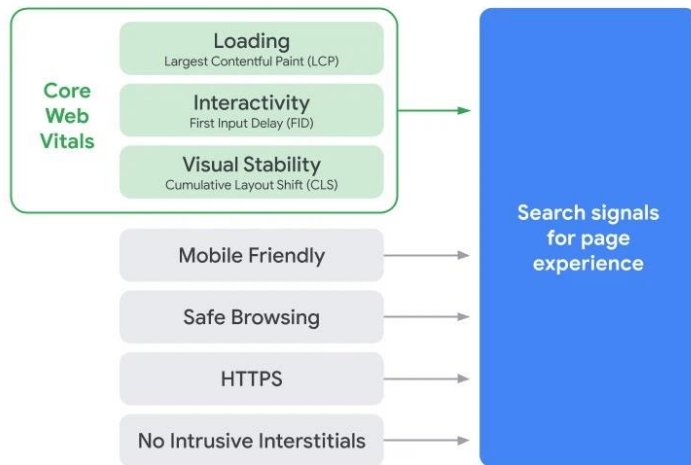 Core
Web
Vitals
Loading
Largest Contentful Paint (LCP)
Interactivity
First Input Delay (FID)
Visual Stability
Cumulative Layout Shift (CLS)
Mobile Friendly
Safe Browsing
HTTPS
No Intrusive Interstitials
Search signals
for page
experience